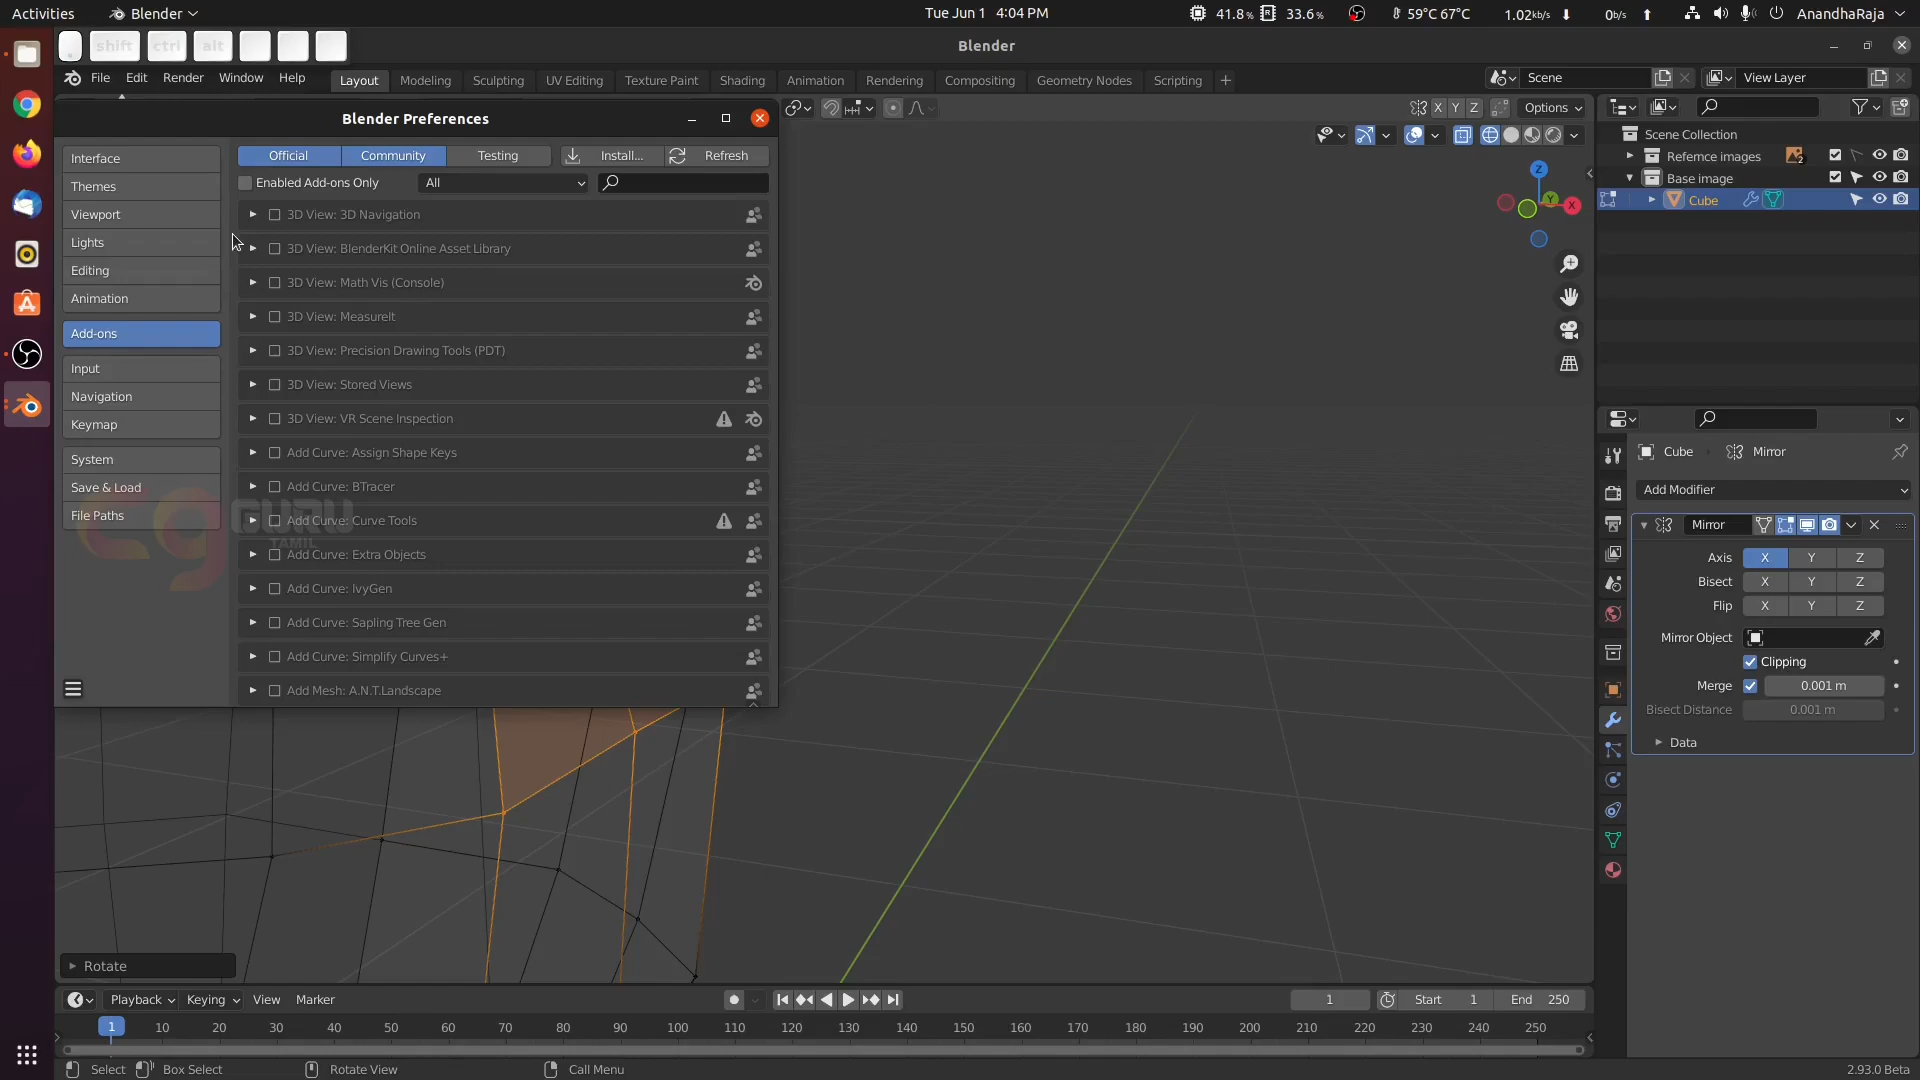 Activities Blender Tue Jun 1 4:04 PM 41.8% 33.6% 59°C 67°C 1.02kb/s 0b/s AnandhaRaja
shift ctrl alt Blender
File Edit Render Window Help Layout Modeling Sculpting UV Editing Texture Paint Shading Animation Rendering Compositing Geometry Nodes Scripting + Scene View Layer
X Y Z Options
Blender Preferences
Interface
Themes
Viewport
Lights
Editing
Animation
Add-ons
Input
Navigation
Keymap
System
Save & Load
File Paths
Official Community Testing Install... Refresh
Enabled Add-ons Only All
3D View: 3D Navigation
3D View: BlenderKit Online Asset Library
3D View: Math Vis (Console)
3D View: MeasureIt
3D View: Precision Drawing Tools (PDT)
3D View: Stored Views
3D View: VR Scene Inspection
Add Curve: Assign Shape Keys
Add Curve: BTracer
Add Curve: Curve Tools
Add Curve: Extra Objects
Add Curve: IvyGen
Add Curve: Sapling Tree Gen
Add Curve: Simplify Curves+
Add Mesh: A.N.T.Landscape
cg GURU
TAMIL
Z
Y
X
Scene Collection
Refernce images 2
Base image
Cube
Cube Mirror
Add Modifier
Mirror
Axis X Y Z
Bisect X Y Z
Flip X Y Z
Mirror Object
Clipping
Merge 0.001 m
Bisect Distance 0.001 m
Data
Rotate
Playback Keying View Marker 1 Start 1 End 250
1 10 20 30 40 50 60 70 80 90 100 110 120 130 140 150 160 170 180 190 200 210 220 230 240 250
Select Box Select Rotate View Call Menu 2.93.0 Beta